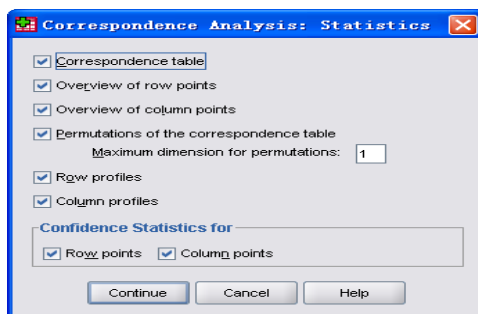 Correspondence Analysis: Statistics
Correspondence table
Overview of row points
Overview of column points
Permutations of the correspondence table
Maximum dimension for permutations: 1
Row profiles
Column profiles
Confidence Statistics for
Row points Column points
Continue Cancel Help